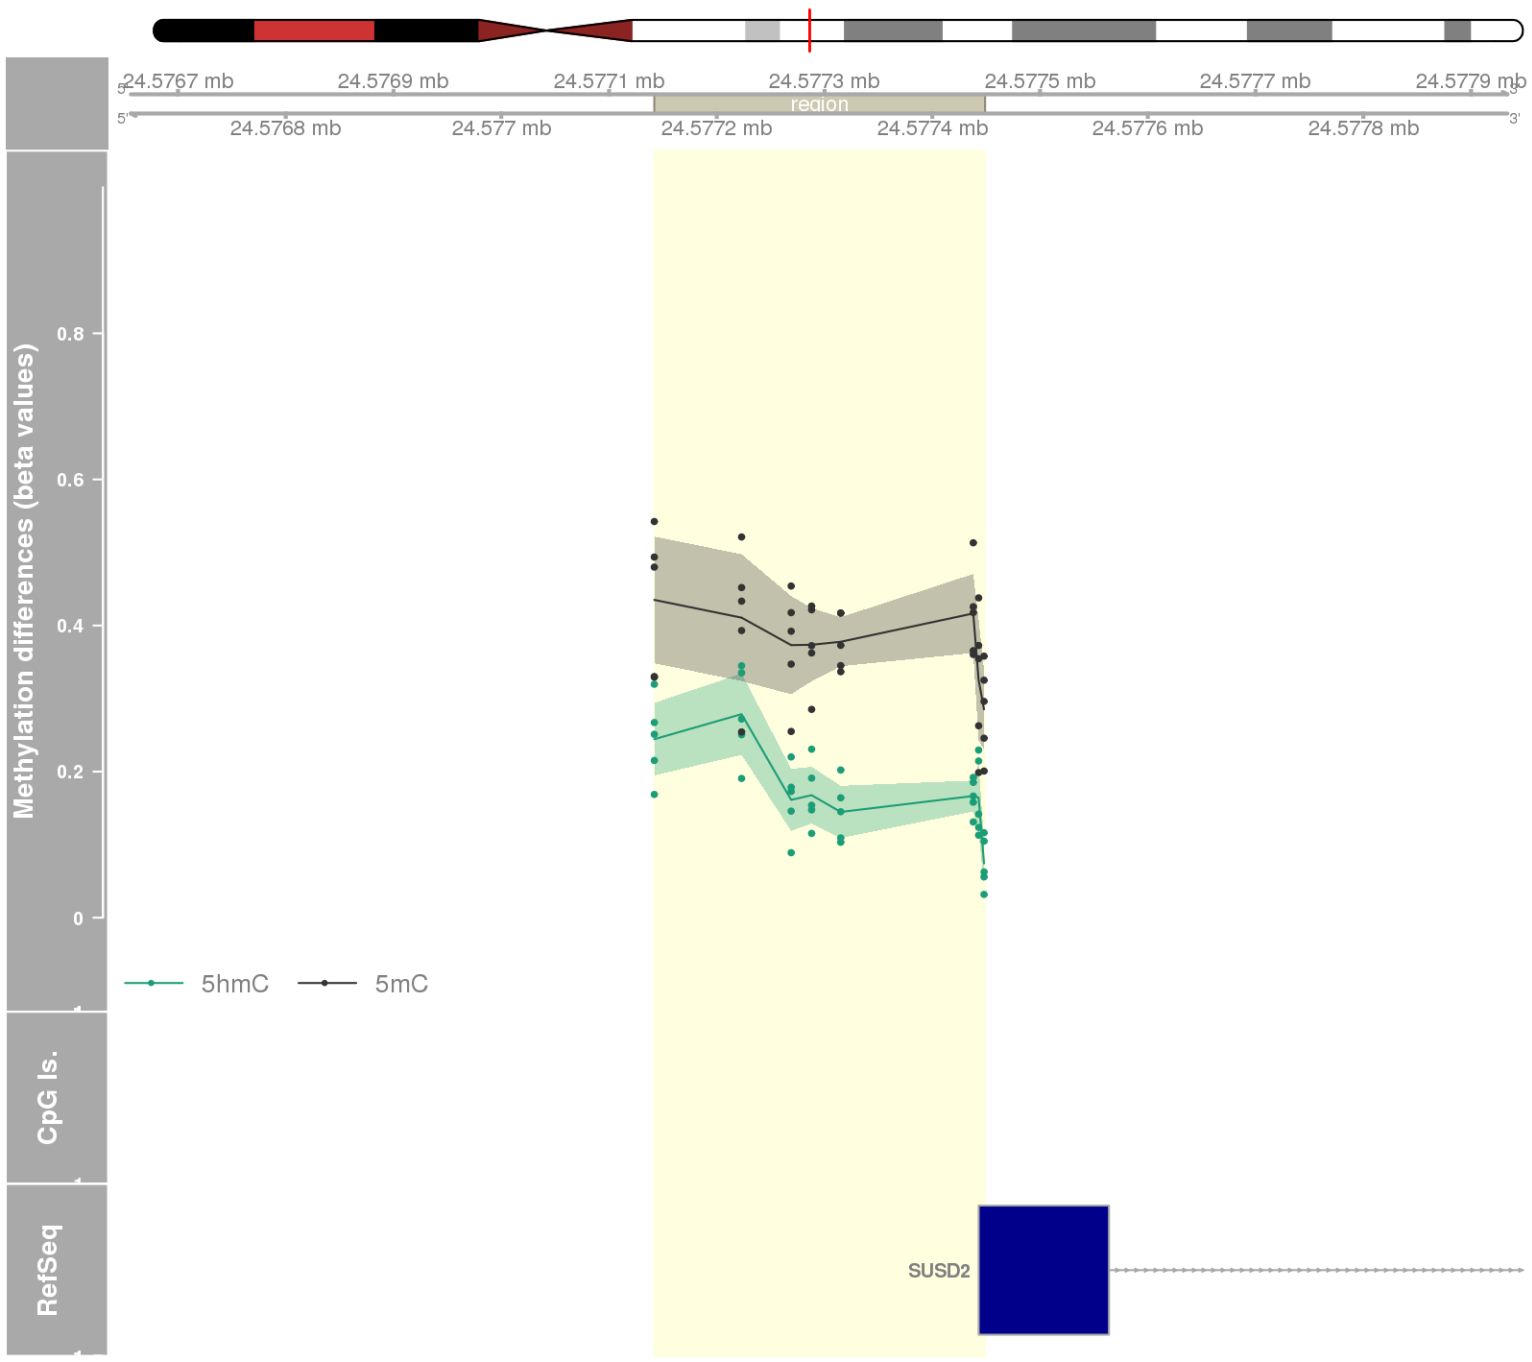 24.5767 mb 24.5769 mb 24.5771 mb 24.5773 mb 24.5775 mb 24.5777 mb 24.5779 mb
5' 3'
region
5' 3'
24.5768 mb 24.577 mb 24.5772 mb 24.5774 mb 24.5776 mb 24.5778 mb
Methylation differences (beta values)
0.8
0.6
0.4
0.2
0
5hmC 5mC
CpG Is.
RefSeq
SUSD2